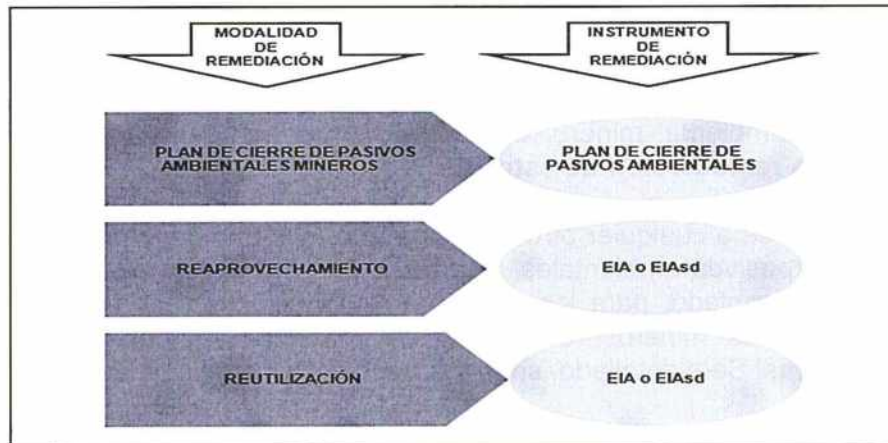 MODALIDAD
DE
REMEDIACIÓN
INSTRUMENTO
DE
REMEDIACIÓN
PLAN DE CIERRE DE PASIVOS
AMBIENTALES MINEROS
PLAN DE CIERRE DE
PASIVOS AMBIENTALES
REAPROVECHAMIENTO
EIA o EIAsd
REUTILIZACIÓN
EIA o EIAsd